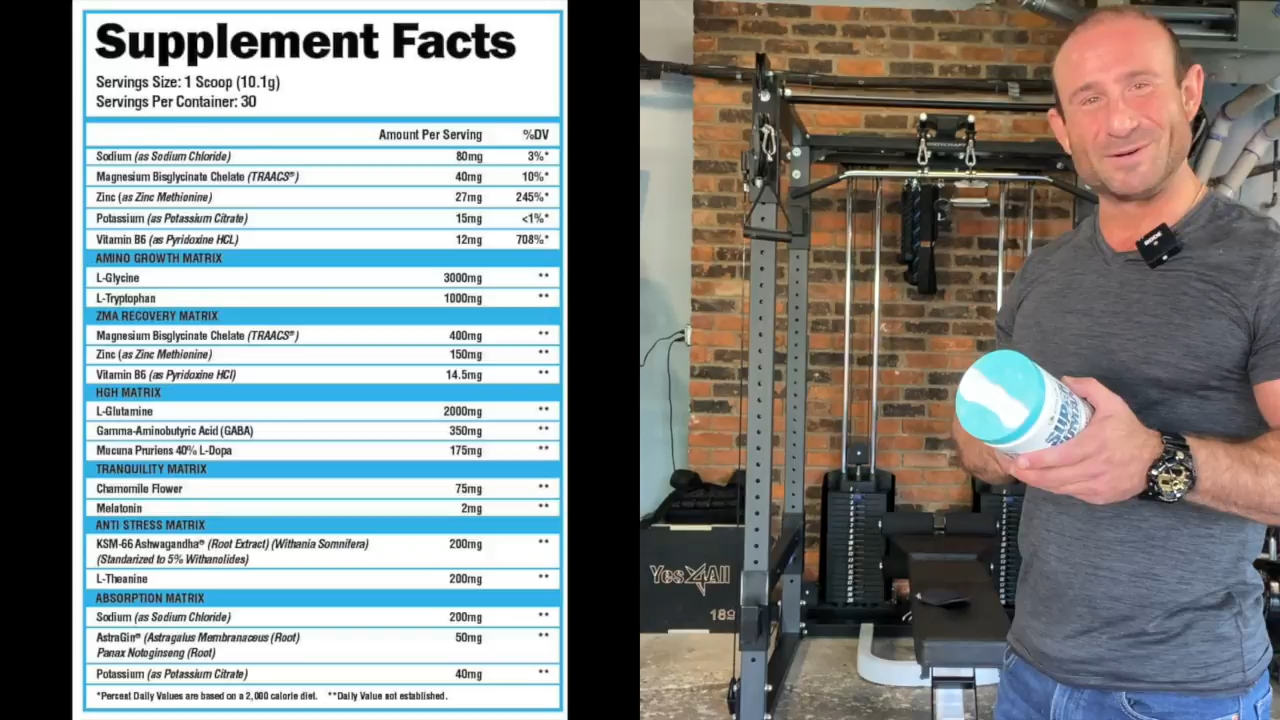 Supplement Facts
Servings Size: 1 Scoop (10.1g)
Servings Per Container: 30
Amount Per Serving %DV
Sodium (as Sodium Chloride) 80mg 3%*
Magnesium Bisglycinate Chelate (TRAACS®) 40mg 10%*
Zinc (as Zinc Methionine) 27mg 245%*
Potassium (as Potassium Citrate) 15mg <1%*
Vitamin B6 (as Pyridoxine HCL) 12mg 708%*
AMINO GROWTH MATRIX
L-Glycine 3000mg **
L-Tryptophan 1000mg **
ZMA RECOVERY MATRIX
Magnesium Bisglycinate Chelate (TRAACS®) 400mg **
Zinc (as Zinc Methionine) 150mg **
Vitamin B6 (as Pyridoxine HCl) 14.5mg **
HGH MATRIX
L-Glutamine 2000mg **
Gamma-Aminobutyric Acid (GABA) 350mg **
Mucuna Pruriens 40% L-Dopa 175mg **
TRANQUILITY MATRIX
Chamomile Flower 75mg **
Melatonin 2mg **
ANTI STRESS MATRIX
KSM-66 Ashwagandha® (Root Extract) (Withania Somnifera) 200mg **
(Standarized to 5% Withanolides)
L-Theanine 200mg **
ABSORPTION MATRIX
Sodium (as Sodium Chloride) 200mg **
AstraGin® (Astragalus Membranaceus (Root) 50mg **
Panax Notoginseng (Root)
Potassium (as Potassium Citrate) 40mg **
*Percent Daily Values are based on a 2,000 calorie diet. **Daily Value not established.
Yes4All